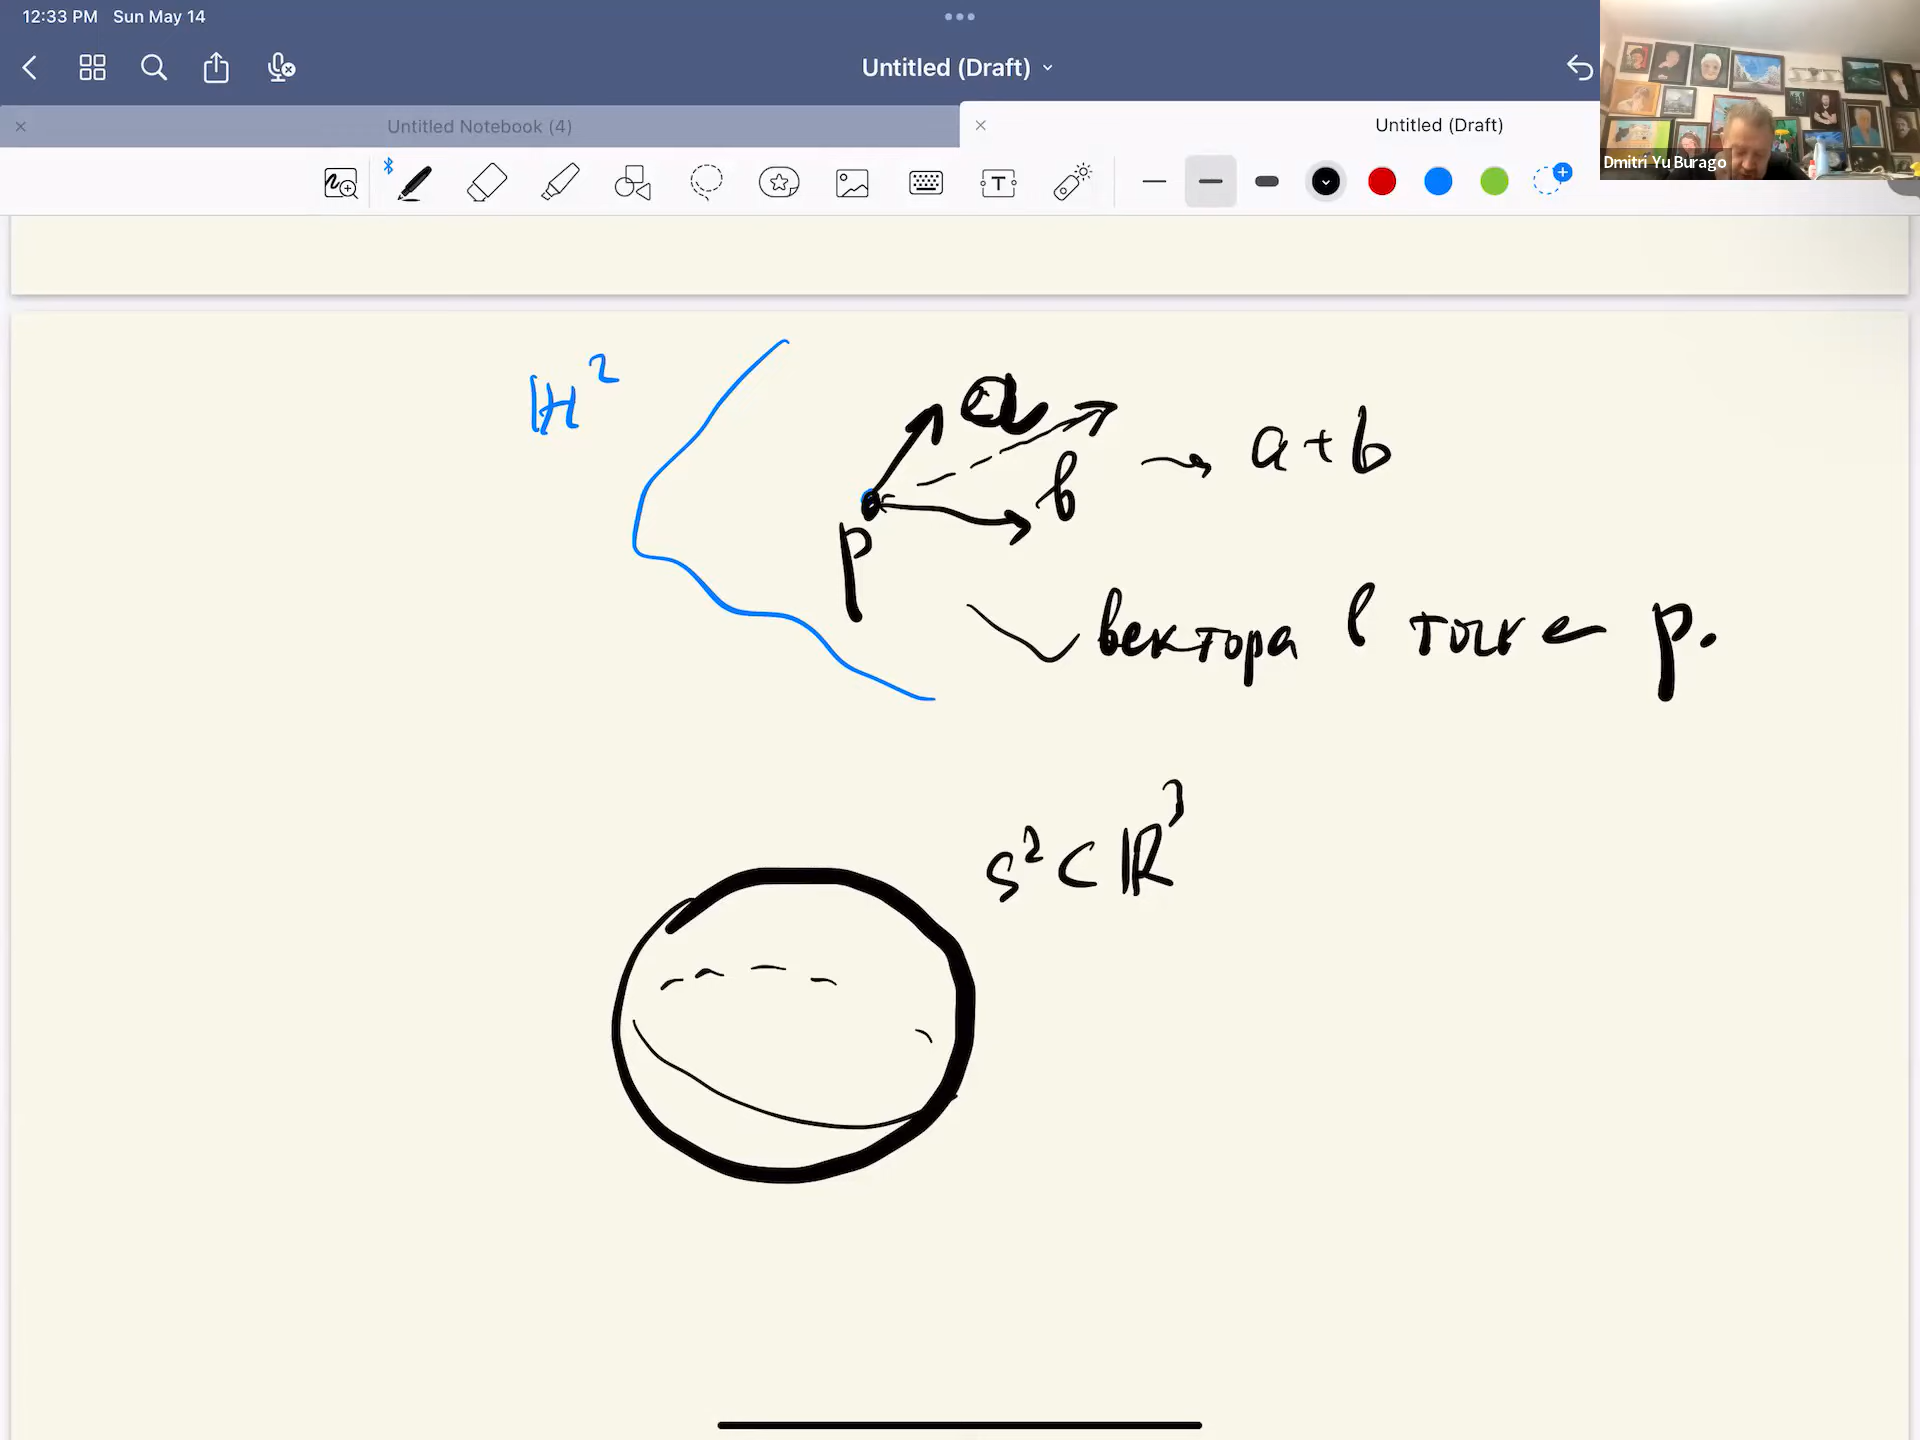 12:33 PM Sun May 14
Untitled (Draft)
Untitled Notebook (4)
Untitled (Draft)
T
Dmitri Yu Burago
ℍ²
a
b
→ a+b
p
вектора в точке p.
S² ⊂ ℝ³